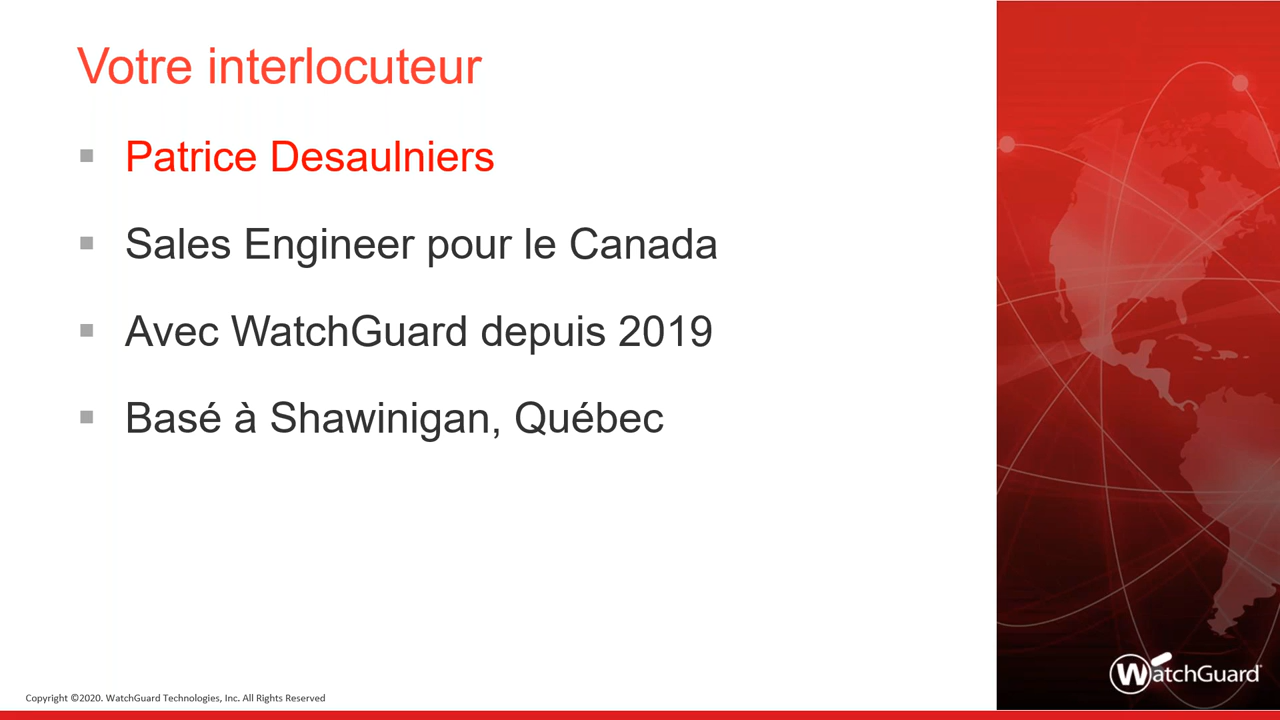 Votre interlocuteur
Patrice Desaulniers
Sales Engineer pour le Canada
Avec WatchGuard depuis 2019
Basé à Shawinigan, Québec
WatchGuard
Copyright ©2020. WatchGuard Technologies, Inc. All Rights Reserved